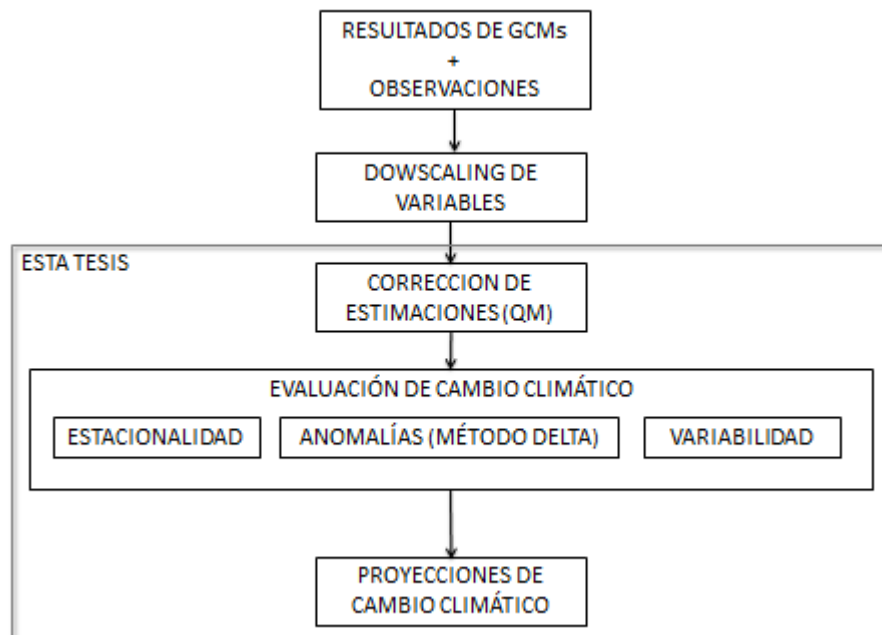 RESULTADOS DE GCMs
+
OBSERVACIONES
DOWSCALING DE
VARIABLES
ESTA TESIS
CORRECCION DE
ESTIMACIONES (QM)
EVALUACIÓN DE CAMBIO CLIMÁTICO
ESTACIONALIDAD
ANOMALÍAS (MÉTODO DELTA)
VARIABILIDAD
PROYECCIONES DE
CAMBIO CLIMÁTICO